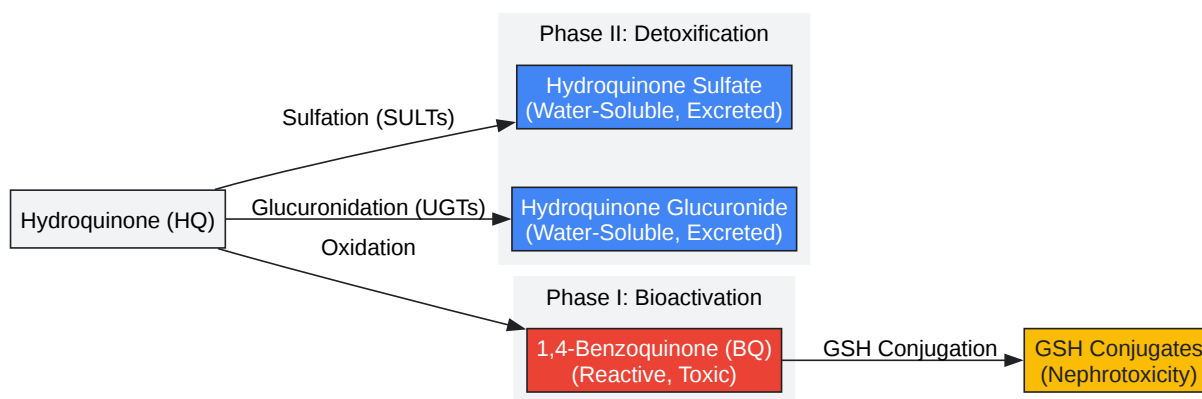 Phase II: Detoxification
Hydroquinone Sulfate
(Water-Soluble, Excreted)
Sulfation (SULTs)
Hydroquinone (HQ)
Glucuronidation (UGTs)
Hydroquinone Glucuronide
(Water-Soluble, Excreted)
Oxidation
Phase I: Bioactivation
1,4-Benzoquinone (BQ)
(Reactive, Toxic)
GSH Conjugation
GSH Conjugates
(Nephrotoxicity)